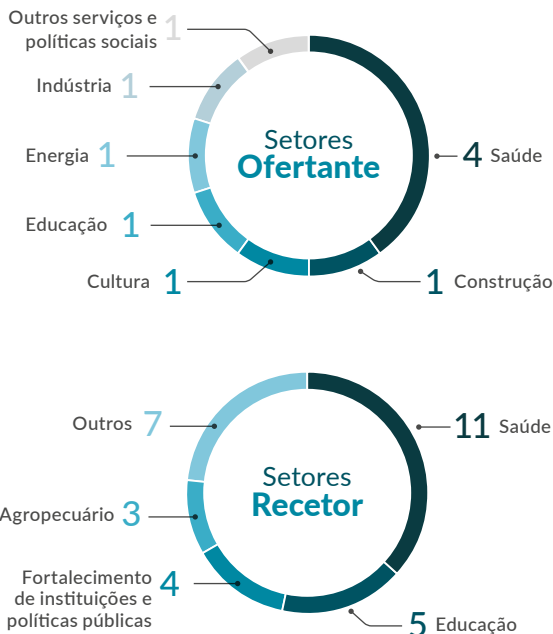 Outros serviços e
políticas sociais 1
Indústria 1
Energia 1
Educação 1
Cultura 1
Setores
Ofertante
4 Saúde
1 Construção
Outros 7
Agropecuário 3
Fortalecimento
de instituições e
políticas públicas 4
Setores
Recetor
11 Saúde
5 Educação